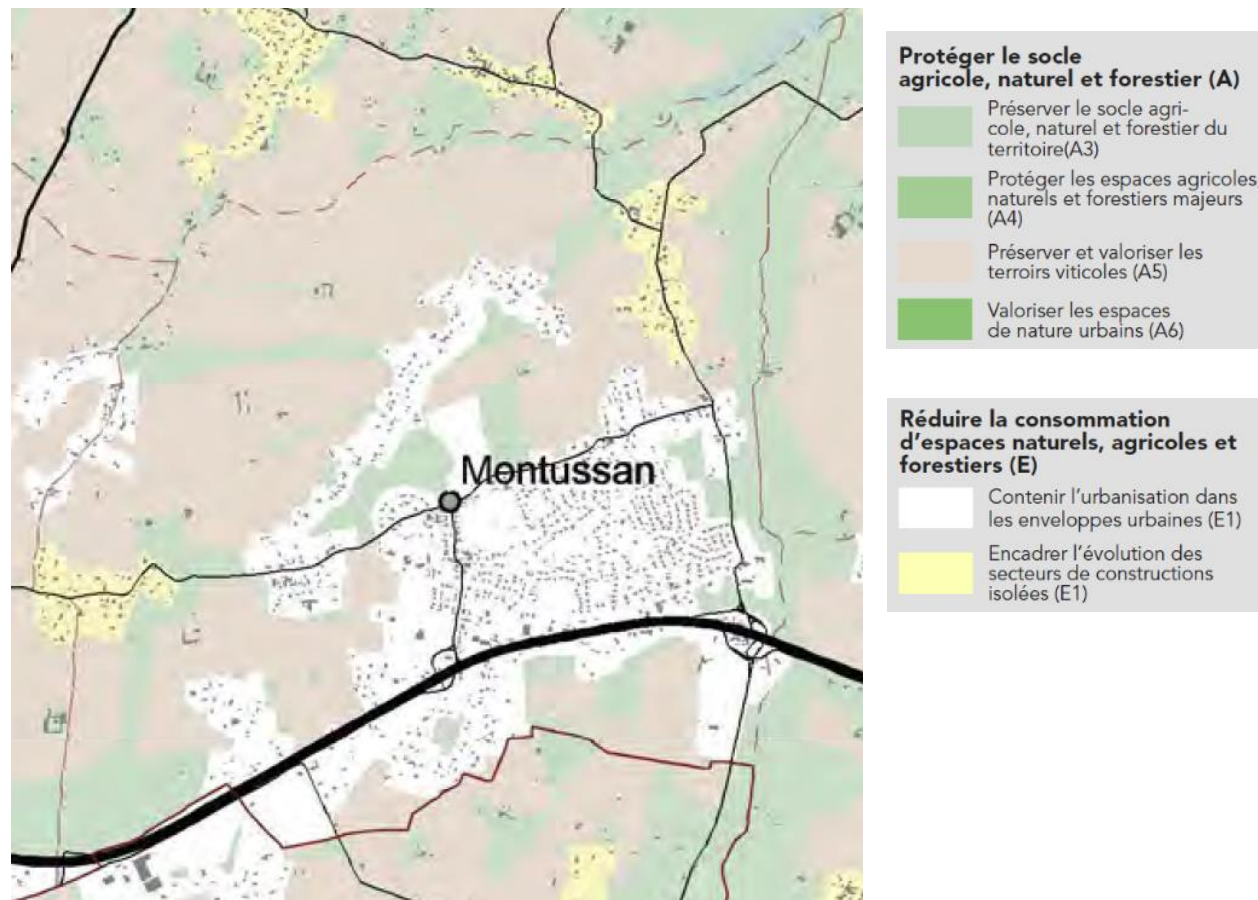 Montussan
Protéger le socle
agricole, naturel et forestier (A)
Préserver le socle agri-
cole, naturel et forestier du
territoire(A3)
Protéger les espaces agricoles
naturels et forestiers majeurs
(A4)
Préserver et valoriser les
terroirs viticoles (A5)
Valoriser les espaces
de nature urbains (A6)
Réduire la consommation
d'espaces naturels, agricoles et
forestiers (E)
Contenir l'urbanisation dans
les enveloppes urbaines (E1)
Encadrer l'évolution des
secteurs de constructions
isolées (E1)